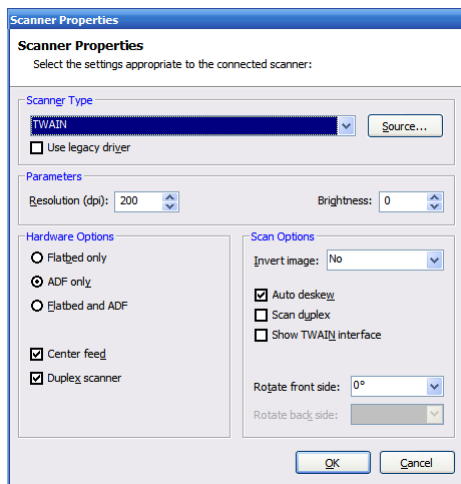 Scanner Properties
Scanner Properties
Select the settings appropriate to the connected scanner:
Scanner Type
TWAIN
Source...
Use legacy driver
Parameters
Resolution (dpi): 200
Brightness: 0
Hardware Options
Flatbed only
ADF only
Flatbed and ADF
Center feed
Duplex scanner
Scan Options
Invert image: No
Auto deskew
Scan duplex
Show TWAIN interface
Rotate front side: 0°
Rotate back side:
OK
Cancel